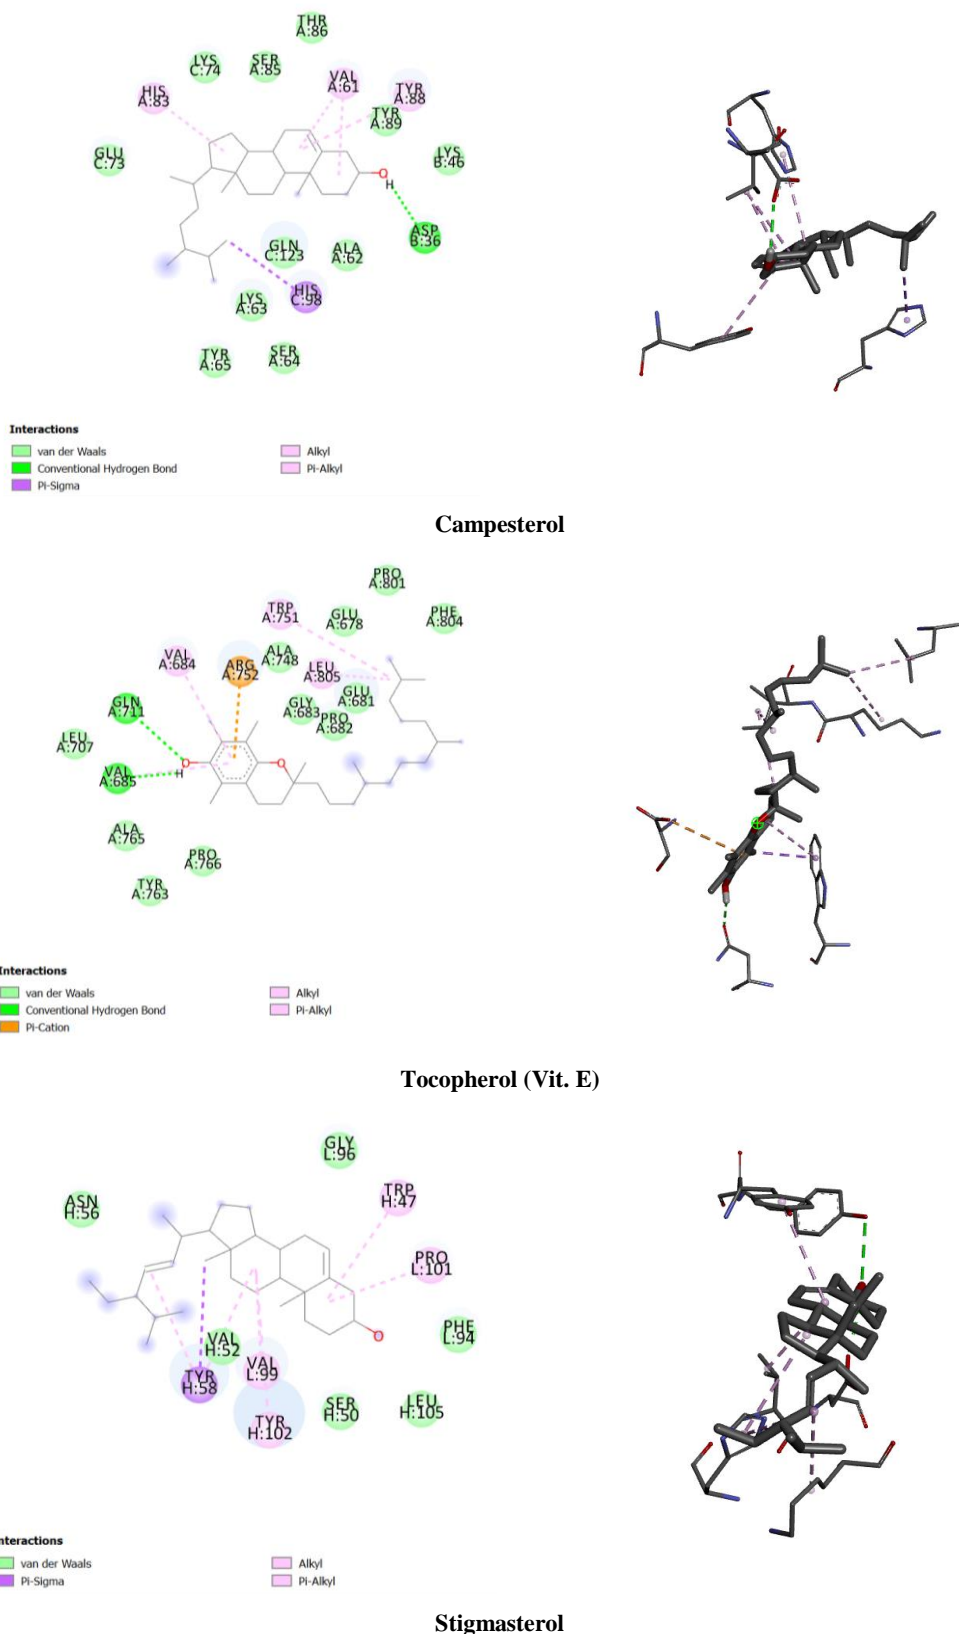 THR
A:86
LYS
C:74
SER
A:85
HIS
A:83
VAL
A:61
TYR
A:88
TYR
A:89
GLU
C:73
LYS
B:46
H
ASP
B:36
GLN
C:123
ALA
A:62
LYS
A:63
HIS
C:98
TYR
A:65
SER
A:64
Interactions
van der Waals
Conventional Hydrogen Bond
Pi-Sigma
Alkyl
Pi-Alkyl
Campesterol
PRO
A:801
TRP
A:751
GLU
A:678
PHE
A:804
VAL
A:684
ARG
A:752
ALA
A:748
LEU
A:805
GLU
A:681
GLN
A:711
GLY
A:683
PRO
A:682
LEU
A:707
VAL
A:685
O
H
O
ALA
A:765
PRO
A:766
TYR
A:763
Interactions
van der Waals
Conventional Hydrogen Bond
Pi-Cation
Alkyl
Pi-Alkyl
Tocopherol (Vit. E)
GLY
L:96
ASN
H:56
TRP
H:47
PRO
L:101
PHE
L:94
VAL
H:52
TYR
H:58
VAL
L:99
TYR
H:102
SER
H:50
LEU
L:105
nteractions
van der Waals
Pi-Sigma
Alkyl
Pi-Alkyl
Stigmasterol